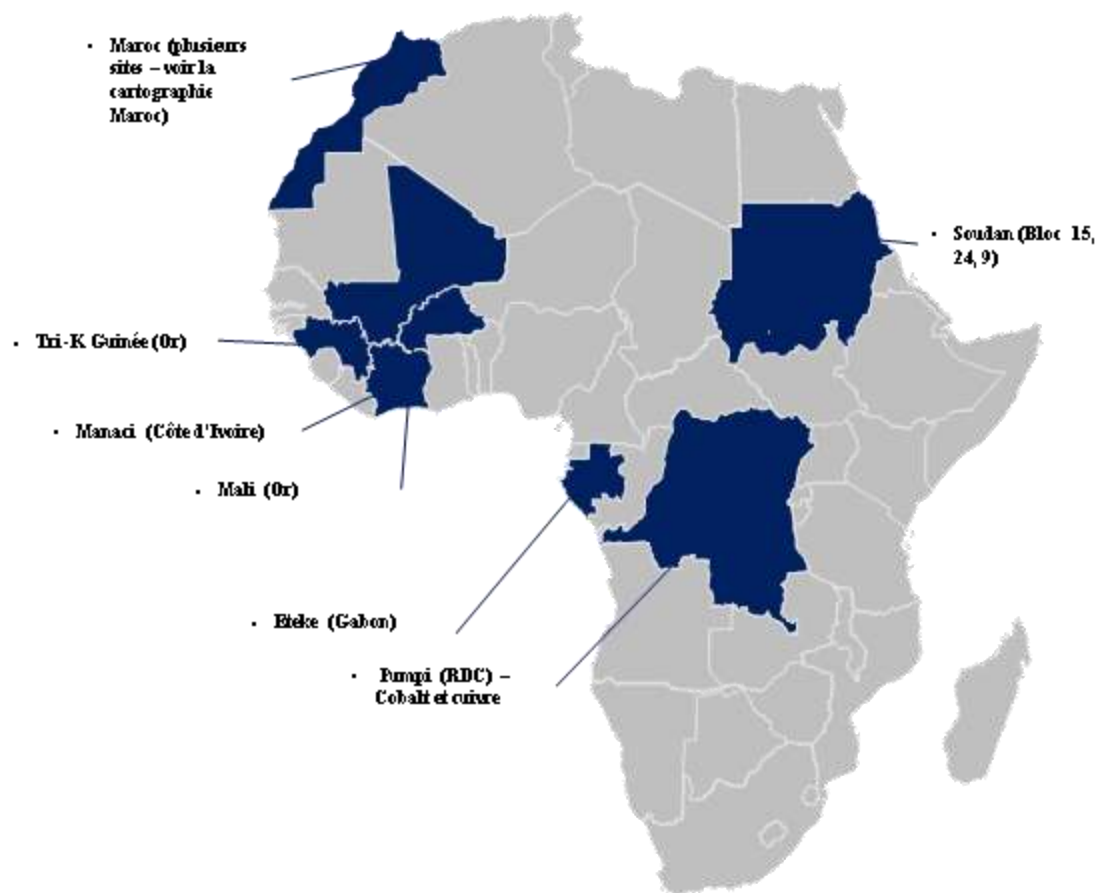 • Maroc (plusieurs
sites – voir la
cartographie
Maroc)
• Soudan (Bloc 15,
24, 9)
• Tri-K Guinée (Or)
• Manaci (Côte d'Ivoire)
• Mali (Or)
• Eteke (Gabon)
• Pumpi (RDC) –
Cobalt et cuivre